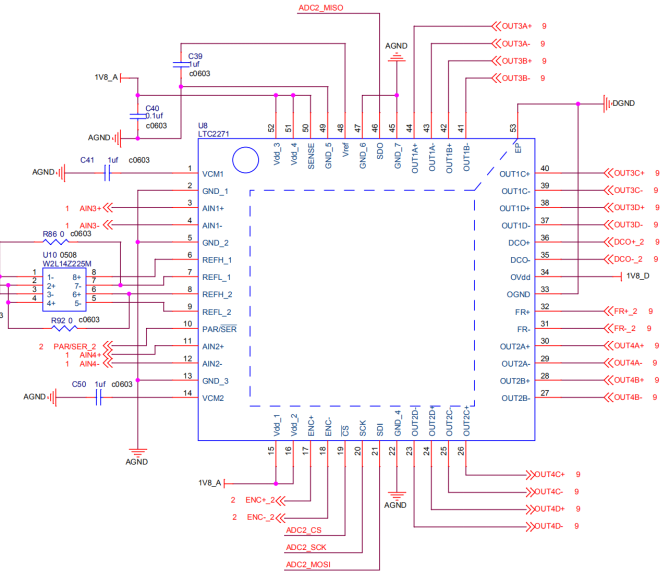 ADC2_MISO
OUT3A+ 9
OUT3A- 9
OUT3B+ 9
OUT3B- 9
AGND
C39
1uf
c0603
1V8_A
C40
0.1uf
c0603
AGND
DGND
U8
LTC2271
52 51 50 49 48 47 46 45 44 43 42 41 53
Vdd_3 Vdd_4 SENSE GND_5 Vref GND_6 SDO GND_7 OUT1A+ OUT1A- OUT1B+ OUT1B- EP
C41 1uf c0603
AGND
1 VCM1
2 GND_1
1 AIN3+ 3 AIN1+
1 AIN3- 4 AIN1-
R86 0 c0603
5 GND_2
U10 0508
W2L14Z225M
1 1- 8+ 8
2 2+ 7- 7
3 3- 6+ 6
4 4+ 5- 5
6 REFH_1
7 REFL_1
8 REFH_2
9 REFL_2
3
R92 0 c0603
10 PAR/SER
2 PAR/SER_2
1 AIN4+ 11 AIN2+
1 AIN4- 12 AIN2-
13 GND_3
C50 1uf c0603
AGND
14 VCM2
OUT1C+ 40 OUT3C+ 9
OUT1C- 39 OUT3C- 9
OUT1D+ 38 OUT3D+ 9
OUT1D- 37 OUT3D- 9
DCO+ 36 DCO+_2 9
DCO- 35 DCO-_2 9
OVdd 34 1V8_D
OGND 33
FR+ 32 FR+_2 9
FR- 31 FR-_2 9
OUT2A+ 30 OUT4A+ 9
OUT2A- 29 OUT4A- 9
OUT2B+ 28 OUT4B+ 9
OUT2B- 27 OUT4B- 9
Vdd_1 Vdd_2 ENC+ ENC- CS SCK SDI GND_4 OUT2D- OUT2D+ OUT2C- OUT2C+
15 16 17 18 19 20 21 22 23 24 25 26
AGND
1V8_A
2 ENC+_2
2 ENC-_2
ADC2_CS
ADC2_SCK
ADC2_MOSI
AGND
OUT4C+ 9
OUT4C- 9
OUT4D+ 9
OUT4D- 9